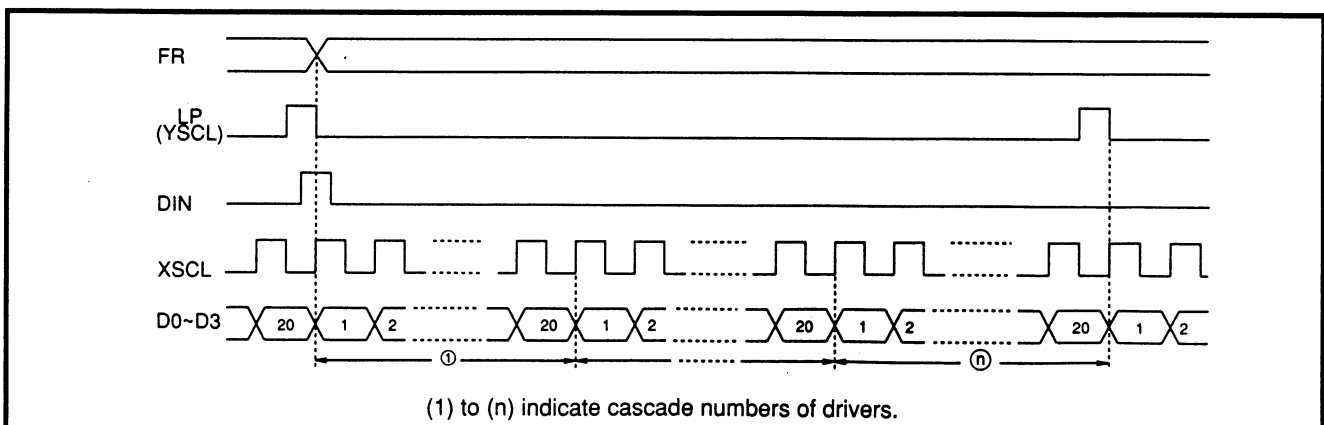 FR
LP
(YSCL)
DIN
XSCL
D0~D3 20 1 2 20 1 2 20 1 2 20 1 2
① ⓝ
(1) to (n) indicate cascade numbers of drivers.